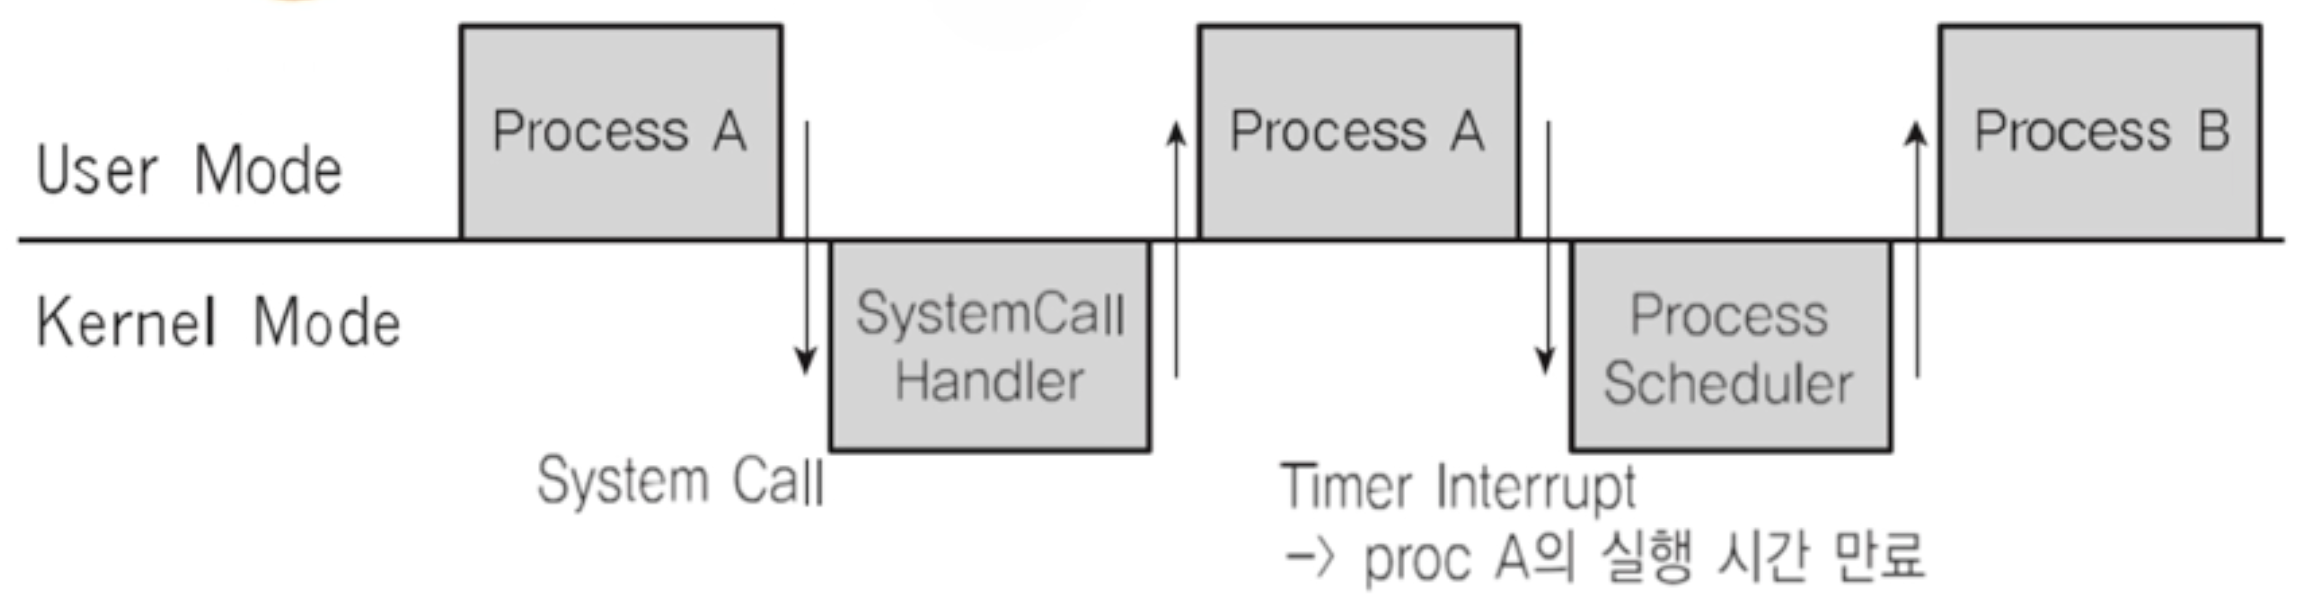 Process A
Process A
Process B
User Mode
Kernel Mode
SystemCall
Handler
Process
Scheduler
System Call
Timer Interrupt
-> proc A의 실행 시간 만료